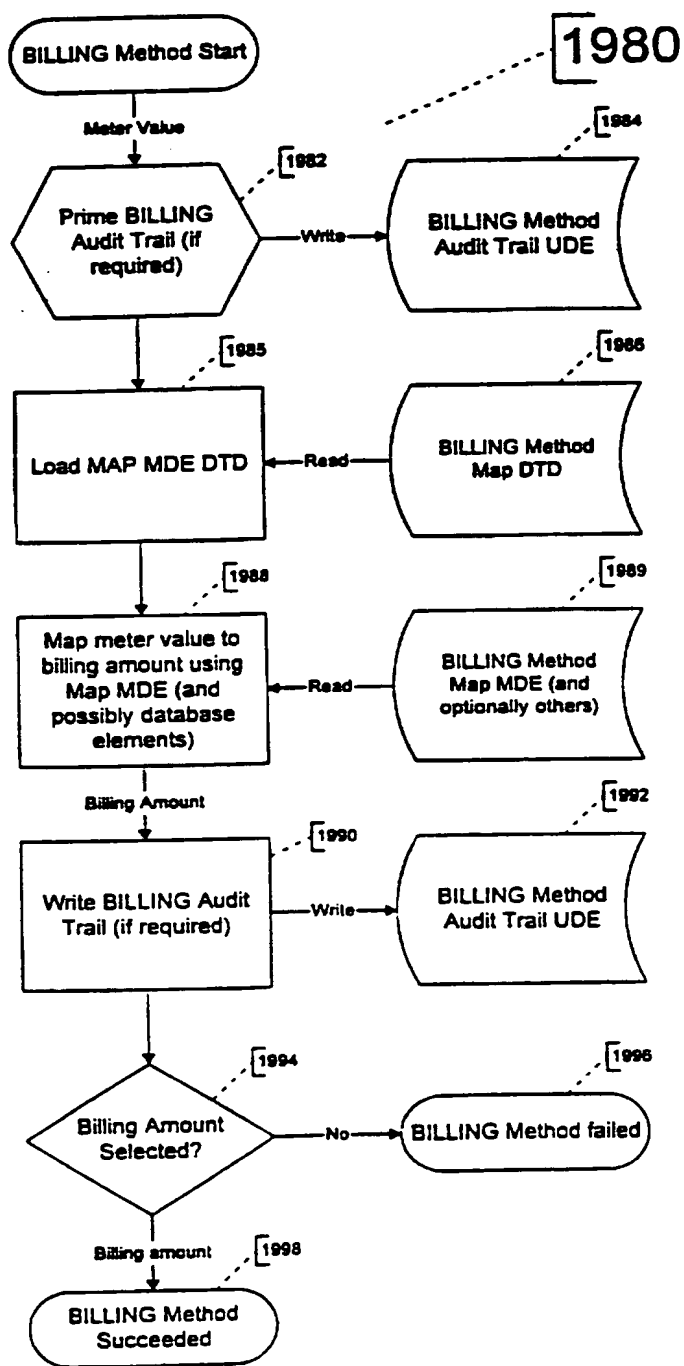 BILLING Method Start
1980
Meter Value
1982
1984
Prime BILLING
Audit Trail (if
required)
Write
BILLING Method
Audit Trail UDE
1985
1986
Load MAP MDE DTD
Read
BILLING Method
Map DTD
1988
1989
Map meter value to
billing amount using
Map MDE (and
possibly database
elements)
Read
BILLING Method
Map MDE (and
optionally others)
Billing Amount
1990
1992
Write BILLING Audit
Trail (if required)
Write
BILLING Method
Audit Trail UDE
1994
1996
Billing Amount
Selected?
No
BILLING Method failed
Billing amount
1998
BILLING Method
Succeeded